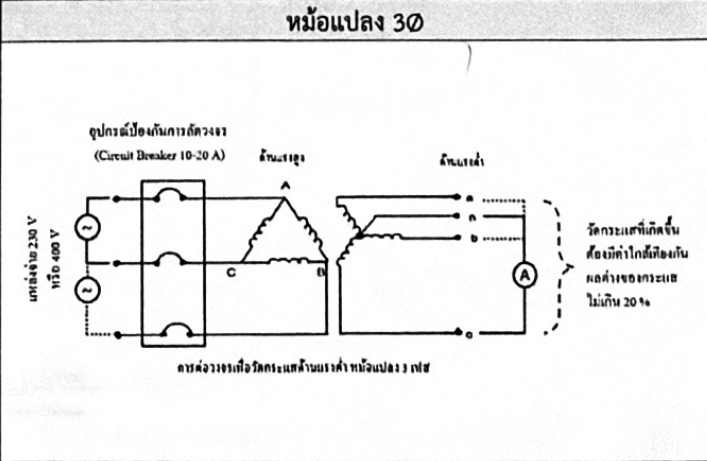 หม้อแปลง 3Ø
อุปกรณ์ป้องกันการลัดวงจร
(Circuit Breaker 10-20 A)
ด้านแรงสูง
ด้านแรงต่ำ
A
C
B
a
n
b
c
A
~
~
แหล่งจ่าย 230 V
หรือ 400 V
วัดกระแสที่เกิดขึ้น
ต้องมีค่าใกล้เคียงกัน
ผลต่างของกระแส
ไม่เกิน 20 %
การต่อวงจรเพื่อวัดกระแสด้านแรงต่ำ หม้อแปลง 3 เฟส